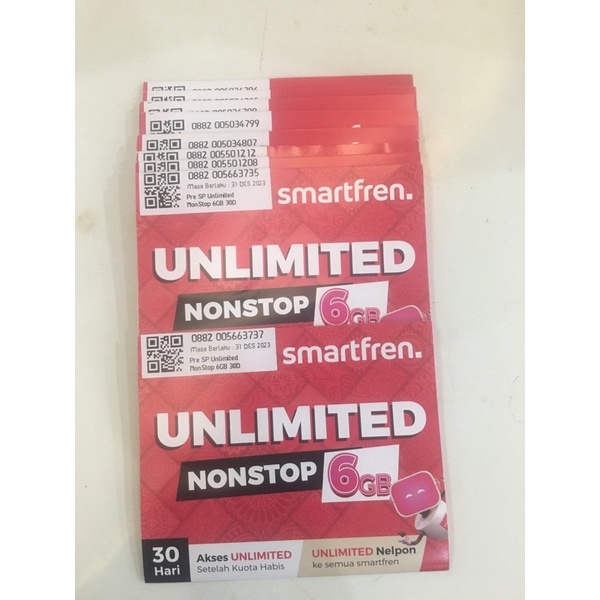 0882 005034799
0882 005034807
0882 005501212
0882 005501208
0882 005663735
Masa Berlaku : 31 DES 2023
Pre SP Unlimited
NonStop 6GB 30D
smartfren.
UNLIMITED
NONSTOP 6GB
0882 005663737
Masa Berlaku : 31 DES 2023
Pre SP Unlimited
NonStop 6GB 30D
smartfren.
UNLIMITED
NONSTOP 6GB
30 Hari
Akses UNLIMITED
Setelah Kuota Habis
UNLIMITED Nelpon
ke semua smartfren